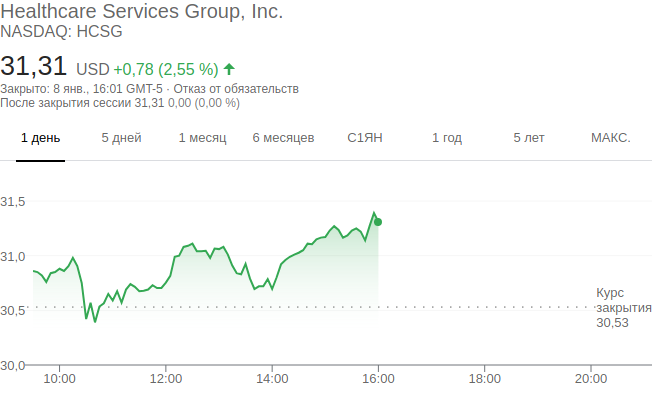 Healthcare Services Group, Inc.
NASDAQ: HCSG
31,31 USD +0,78 (2,55 %)
Закрыто: 8 янв., 16:01 GMT-5 · Отказ от обязательств
После закрытия сессии 31,31 0,00 (0,00 %)
1 день 5 дней 1 месяц 6 месяцев С1ЯН 1 год 5 лет МАКС.
31,5
31,0
30,5
30,0
Курс
закрытия
30,53
10:00 12:00 14:00 16:00 18:00 20:00